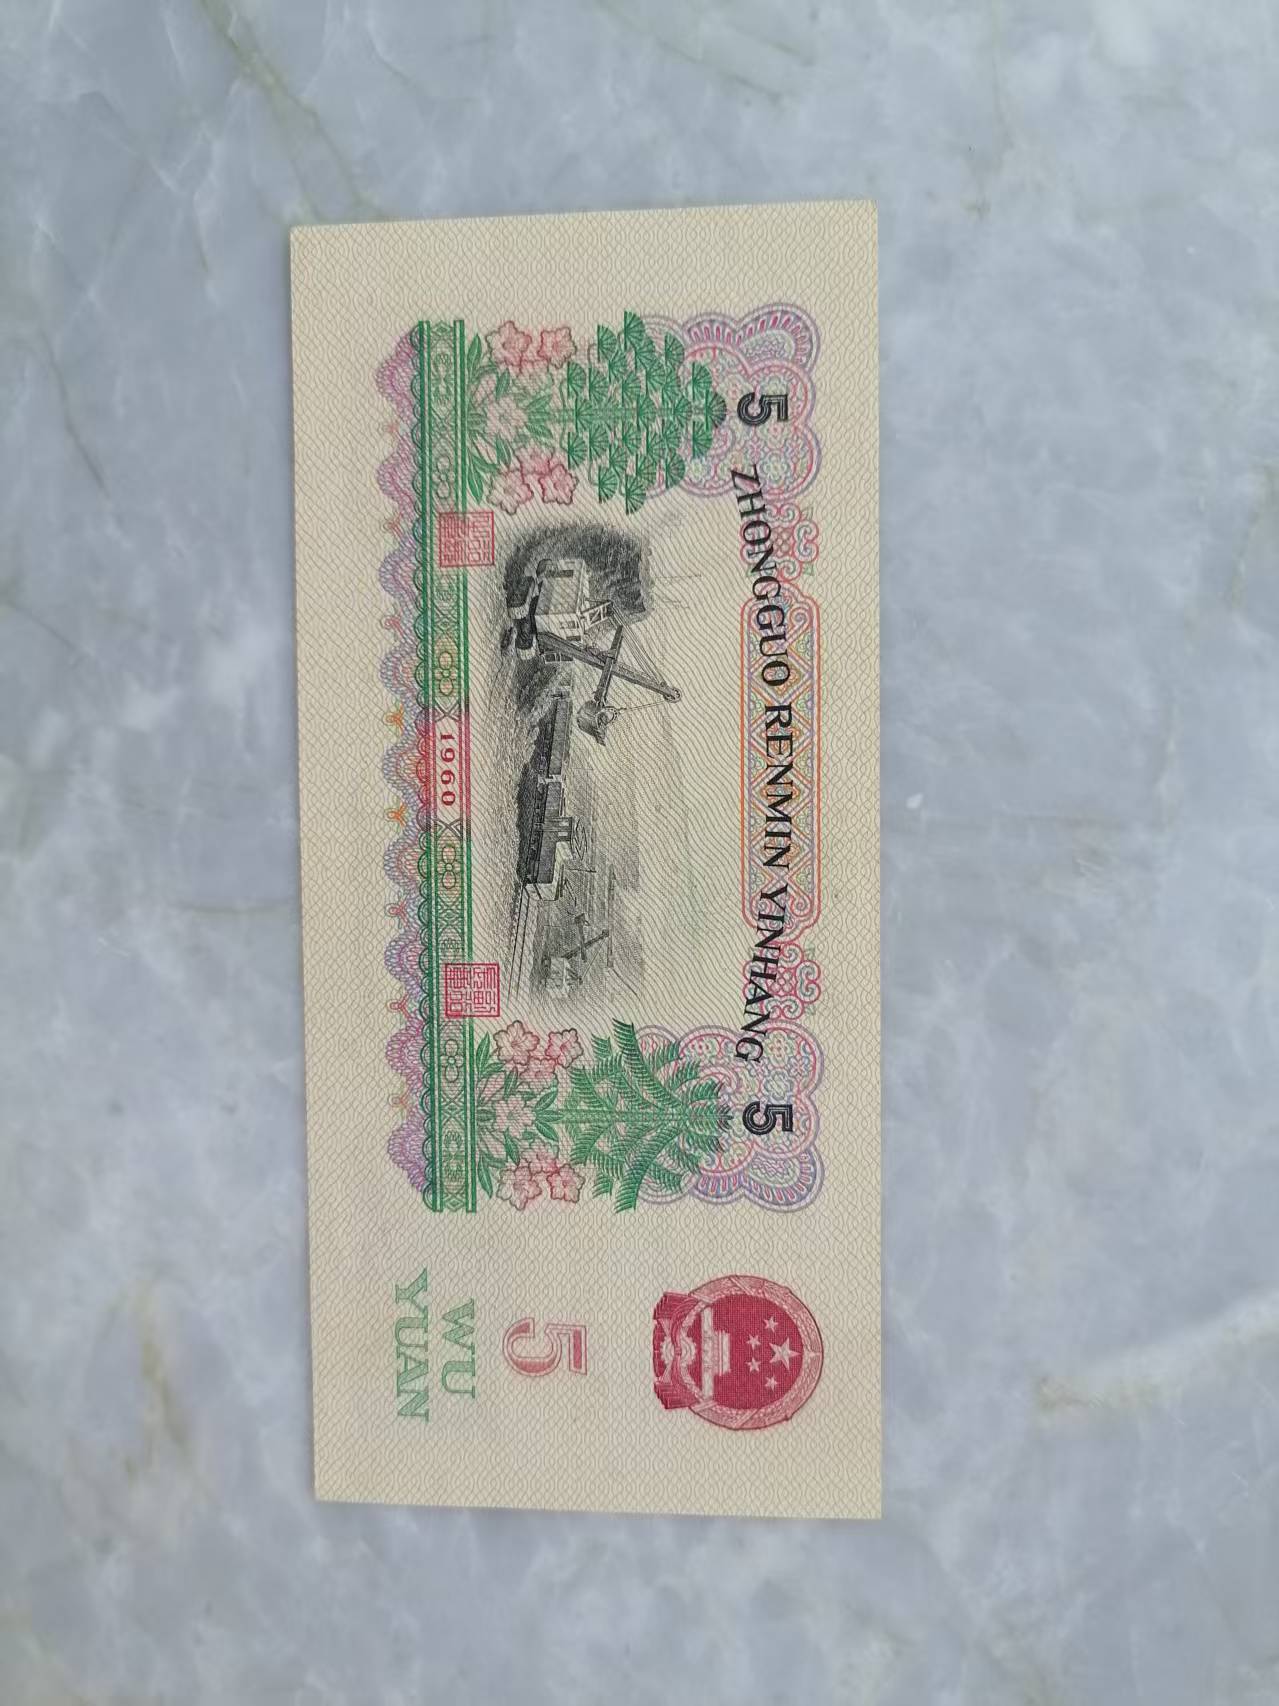 5 ZHONGGUO RENMIN YINHANG 5
5
1960
WU
YUAN